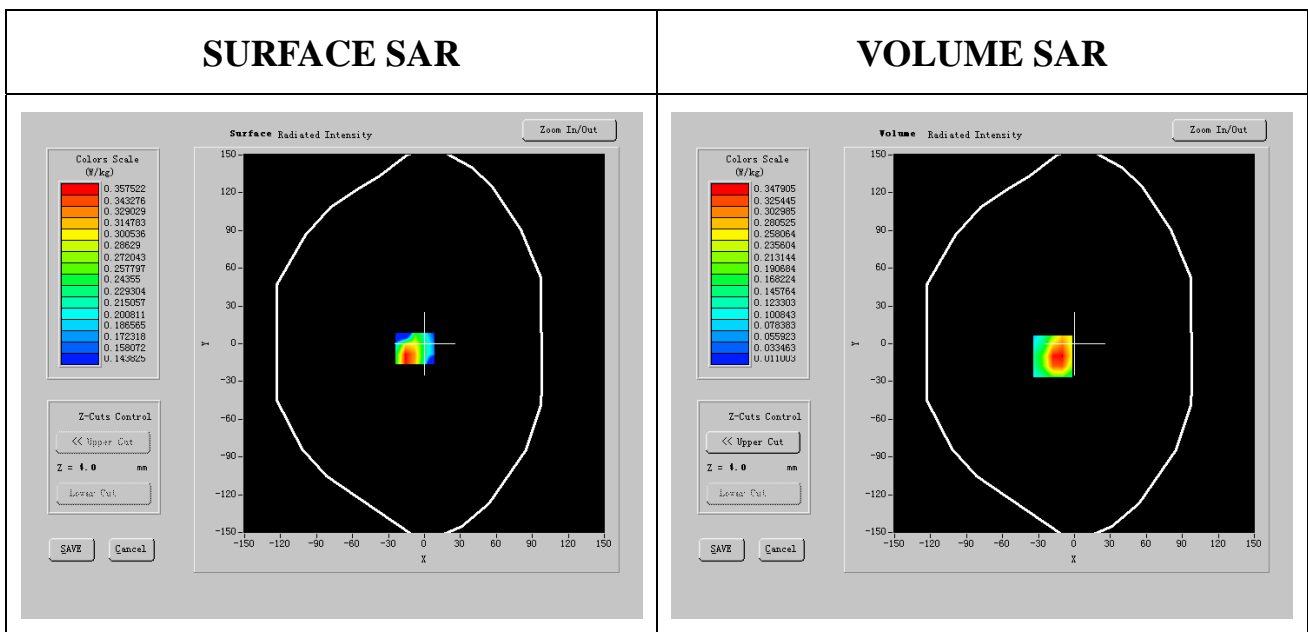 SURFACE SAR
VOLUME SAR
Surface Radiated Intensity
Zoom In/Out
Colors Scale
(W/kg)
0.357522
0.343276
0.329029
0.314783
0.300536
0.28629
0.272043
0.257797
0.24355
0.229304
0.215057
0.200811
0.186565
0.172318
0.158072
0.143825
Z-Cuts Control
<< Upper Cut
Z = 4.0 mm
Lower Cut
SAVE Cancel
150
120
90
60
30
0
-30
-60
-90
-120
-150
Y
-150 -120 -90 -60 -30 0 30 60 90 120 150
X
Volume Radiated Intensity
Zoom In/Out
Colors Scale
(W/kg)
0.347905
0.325445
0.302985
0.280525
0.258064
0.235604
0.213144
0.190684
0.168224
0.145764
0.123303
0.100843
0.078383
0.055923
0.033463
0.011003
Z-Cuts Control
<< Upper Cut
Z = 4.0 mm
Lower Cut
SAVE Cancel
150
120
90
60
30
0
-30
-60
-90
-120
-150
Y
-150 -120 -90 -60 -30 0 30 60 90 120 150
X